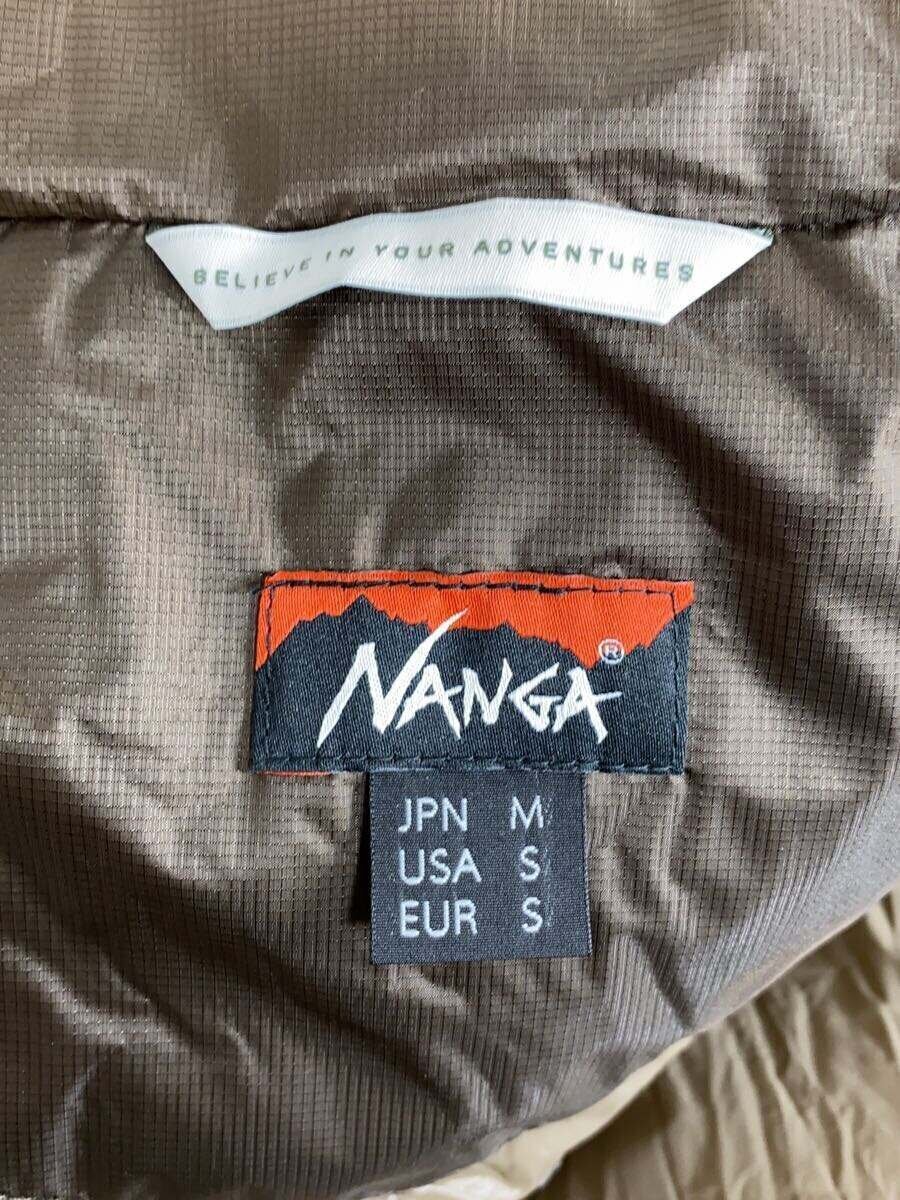 BELIEVE IN YOUR ADVENTURES
NANGA®
JPN M
USA S
EUR S